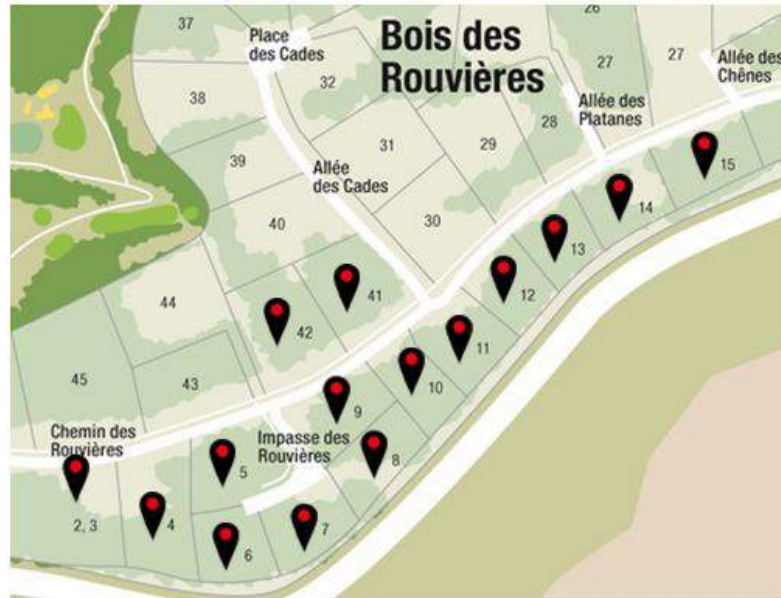 26
37
Place
des Cades
Bois des
Rouvières
27
27
Allée des
Chênes
32
38
Allée des
Platanes
28
31
29
39
Allée
des Cades
15
14
40
30
13
41
12
44
42
11
45
43
10
9
Chemin des
Rouvières
Impasse des
Rouvières
8
5
2, 3
4
7
6